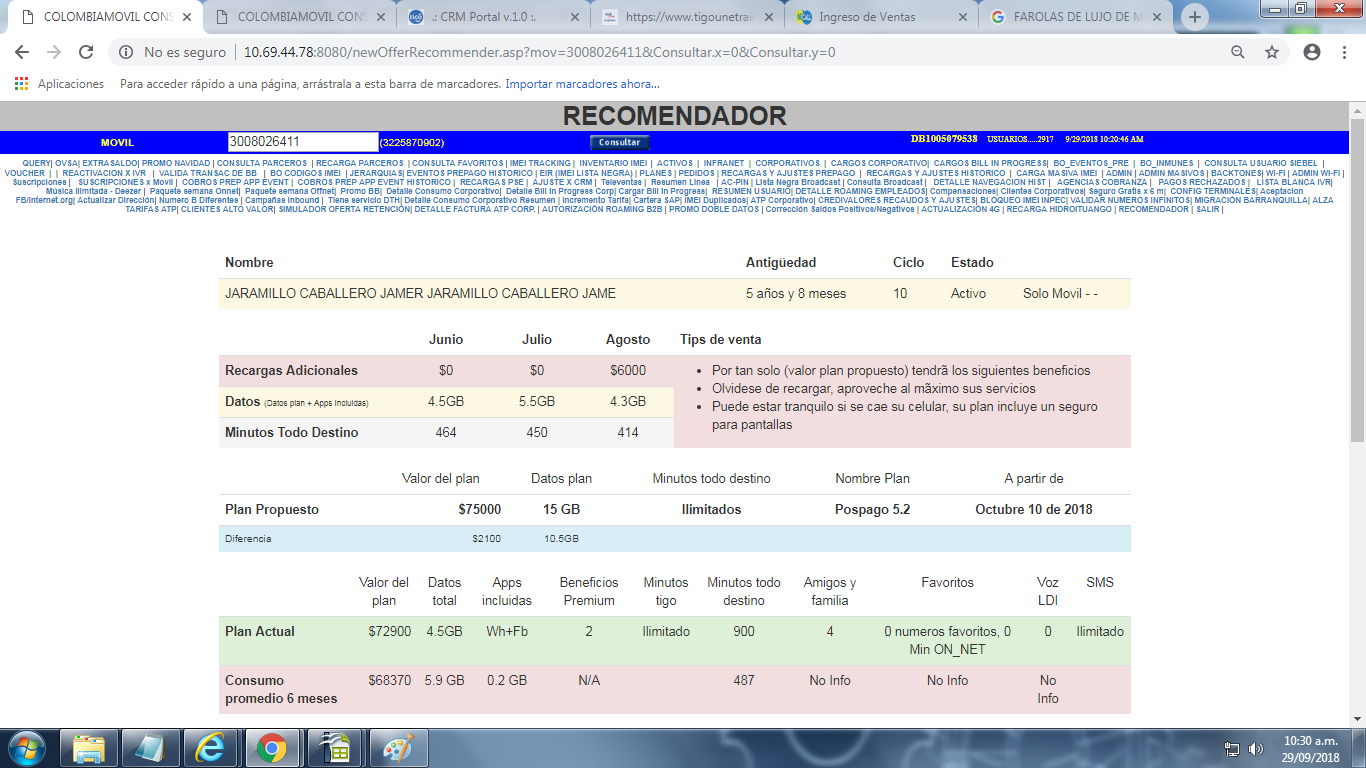 COLOMBIAMOVIL CONS
COLOMBIAMOVIL CONS
.: CRM Portal v.1.0 :.
https://www.tigounetrain
Ingreso de Ventas
FAROLAS DE LUJO DE M
No es seguro
10.69.44.78:8080/newOfferRecommender.asp?mov=3008026411&Consultar.x=0&Consultar.y=0
Aplicaciones Para acceder rápido a una página, arrástrala a esta barra de marcadores. Importar marcadores ahora...
RECOMENDADOR
MOVIL 3008026411 (3225870902) Consultar DB1005079538 USUARIOS.....2917 9/29/2018 10:20:46 AM
QUERY| OVSA| EXTRASALDO| PROMO NAVIDAD | CONSULTA PARCEROS | RECARGA PARCEROS | CONSULTA FAVORITOS | IMEI TRACKING | INVENTARIO IMEI | ACTIVOS | INFRANET | CORPORATIVOS | CARGOS CORPORATIVO| CARGOS BILL IN PROGRESS| BO_EVENTOS_PRE | BO_INMUNES | CONSULTA USUARIO SIEBEL |
VOUCHER | | REACTIVACION X IVR | VALIDA TRANSAC DE BB | BO CODIGOS IMEI | JERARQUIAS| EVENTOS PREPAGO HISTORICO | EIR (IMEI LISTA NEGRA) | PLANES | PEDIDOS | RECARGAS Y AJUSTES PREPAGO | RECARGAS Y AJUSTES HISTORICO | CARGA MASIVA IMEI | ADMIN | ADMIN MASIVOS | BACKTONES| WI-FI | ADMIN WI-FI |
Suscripciones | SUSCRIPCIONES x Movil | COBROS PREP APP EVENT | COBROS PREP APP EVENT HISTORICO | RECARGAS PSE | AJUSTE X CRM | Televentas | Resumen Linea | AC-PIN | Lista Negra Broadcast | Consulta Broadcast | DETALLE NAVEGACION HIST | AGENCIAS COBRANZA | PAGOS RECHAZADOS | LISTA BLANCA IVR|
Musica Ilimitada - Deezer | Paquete semana Onnet| Paquete semana Offnet| Promo BB| Detalle Consumo Corporativo| Detalle Bill In Progress Corp| Cargar Bill In Progress| RESUMEN USUARIO| DETALLE ROAMING EMPLEADOS| Compensaciones| Clientes Corporativos| Seguro Gratis x 6 m| CONFIG TERMINALES| Aceptacion
FB/Internet.org| Actualizar Dirección| Numero B Diferentes | Campañas Inbound | Tiene servicio DTH| Detalle Consumo Corporativo Resumen | Incremento Tarifa| Cartera SAP| IMEI Duplicados| ATP Corporativo| CREDIVALORES RECAUDOS Y AJUSTES| BLOQUEO IMEI INPEC| VALIDAR NUMEROS INFINITOS| MIGRACIÓN BARRANQUILLA| ALZA
TARIFAS ATP| CLIENTES ALTO VALOR| SIMULADOR OFERTA RETENCIÓN| DETALLE FACTURA ATP CORP. | AUTORIZACIÓN ROAMING B2B | PROMO DOBLE DATOS | Corrección Saldos Positivos/Negativos | ACTUALIZACIÓN 4G | RECARGA HIDROITUANGO | RECOMENDADOR | SALIR |
Nombre Antigüedad Ciclo Estado
JARAMILLO CABALLERO JAMER JARAMILLO CABALLERO JAME 5 años y 8 meses 10 Activo Solo Movil - -
Junio Julio Agosto Tips de venta
Recargas Adicionales $0 $0 $6000
Datos (Datos plan + Apps Incluidas) 4.5GB 5.5GB 4.3GB
Minutos Todo Destino 464 450 414
• Por tan solo (valor plan propuesto) tendrã los siguientes beneficios
• Olvidese de recargar, aproveche al mãximo sus servicios
• Puede estar tranquilo si se cae su celular, su plan incluye un seguro
para pantallas
Valor del plan Datos plan Minutos todo destino Nombre Plan A partir de
Plan Propuesto $75000 15 GB Ilimitados Pospago 5.2 Octubre 10 de 2018
Diferencia $2100 10.5GB
Valor del plan Datos total Apps incluidas Beneficios Premium Minutos tigo Minutos todo destino Amigos y familia Favoritos Voz LDI SMS
Plan Actual $72900 4.5GB Wh+Fb 2 Ilimitado 900 4 0 numeros favoritos, 0 Min ON_NET 0 Ilimitado
Consumo promedio 6 meses $68370 5.9 GB 0.2 GB N/A 487 No Info No Info No Info
10:30 a.m.
29/09/2018